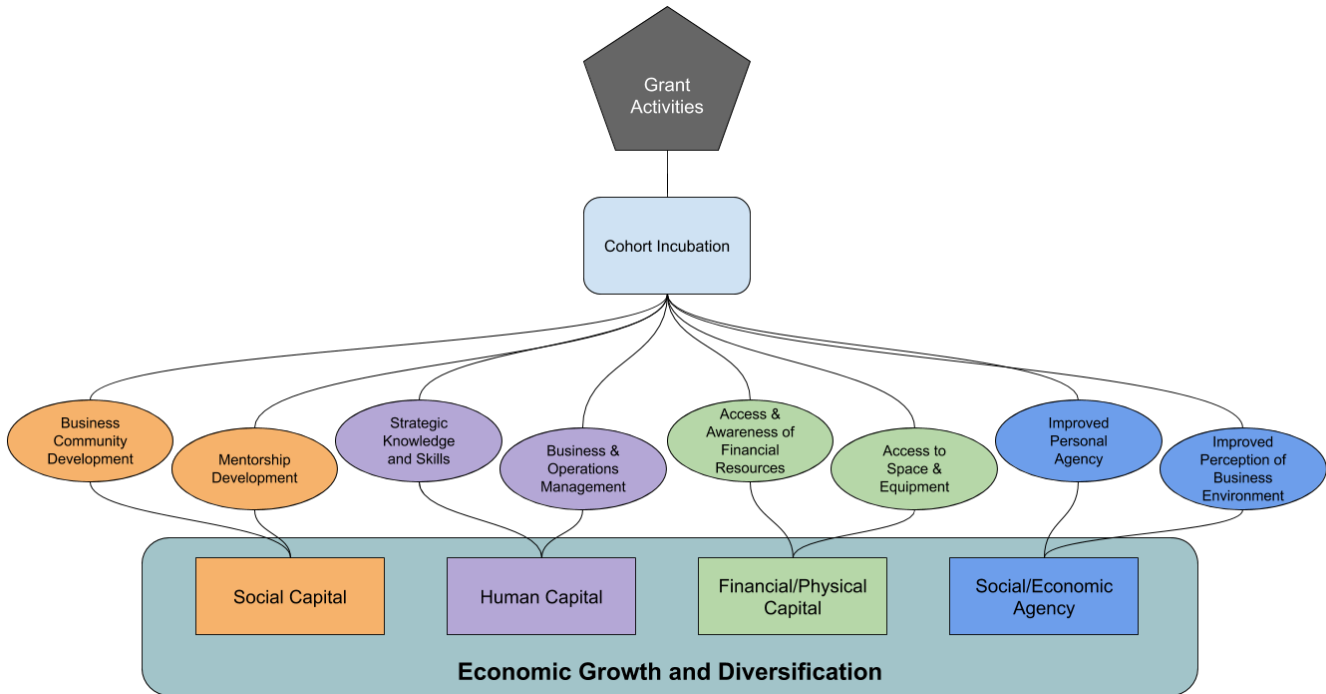 Grant
Activities
Cohort Incubation
Business
Community
Development
Mentorship
Development
Strategic
Knowledge
and Skills
Business &
Operations
Management
Access &
Awareness of
Financial
Resources
Access to
Space &
Equipment
Improved
Personal
Agency
Improved
Perception of
Business
Environment
Social Capital
Human Capital
Financial/Physical
Capital
Social/Economic
Agency
Economic Growth and Diversification